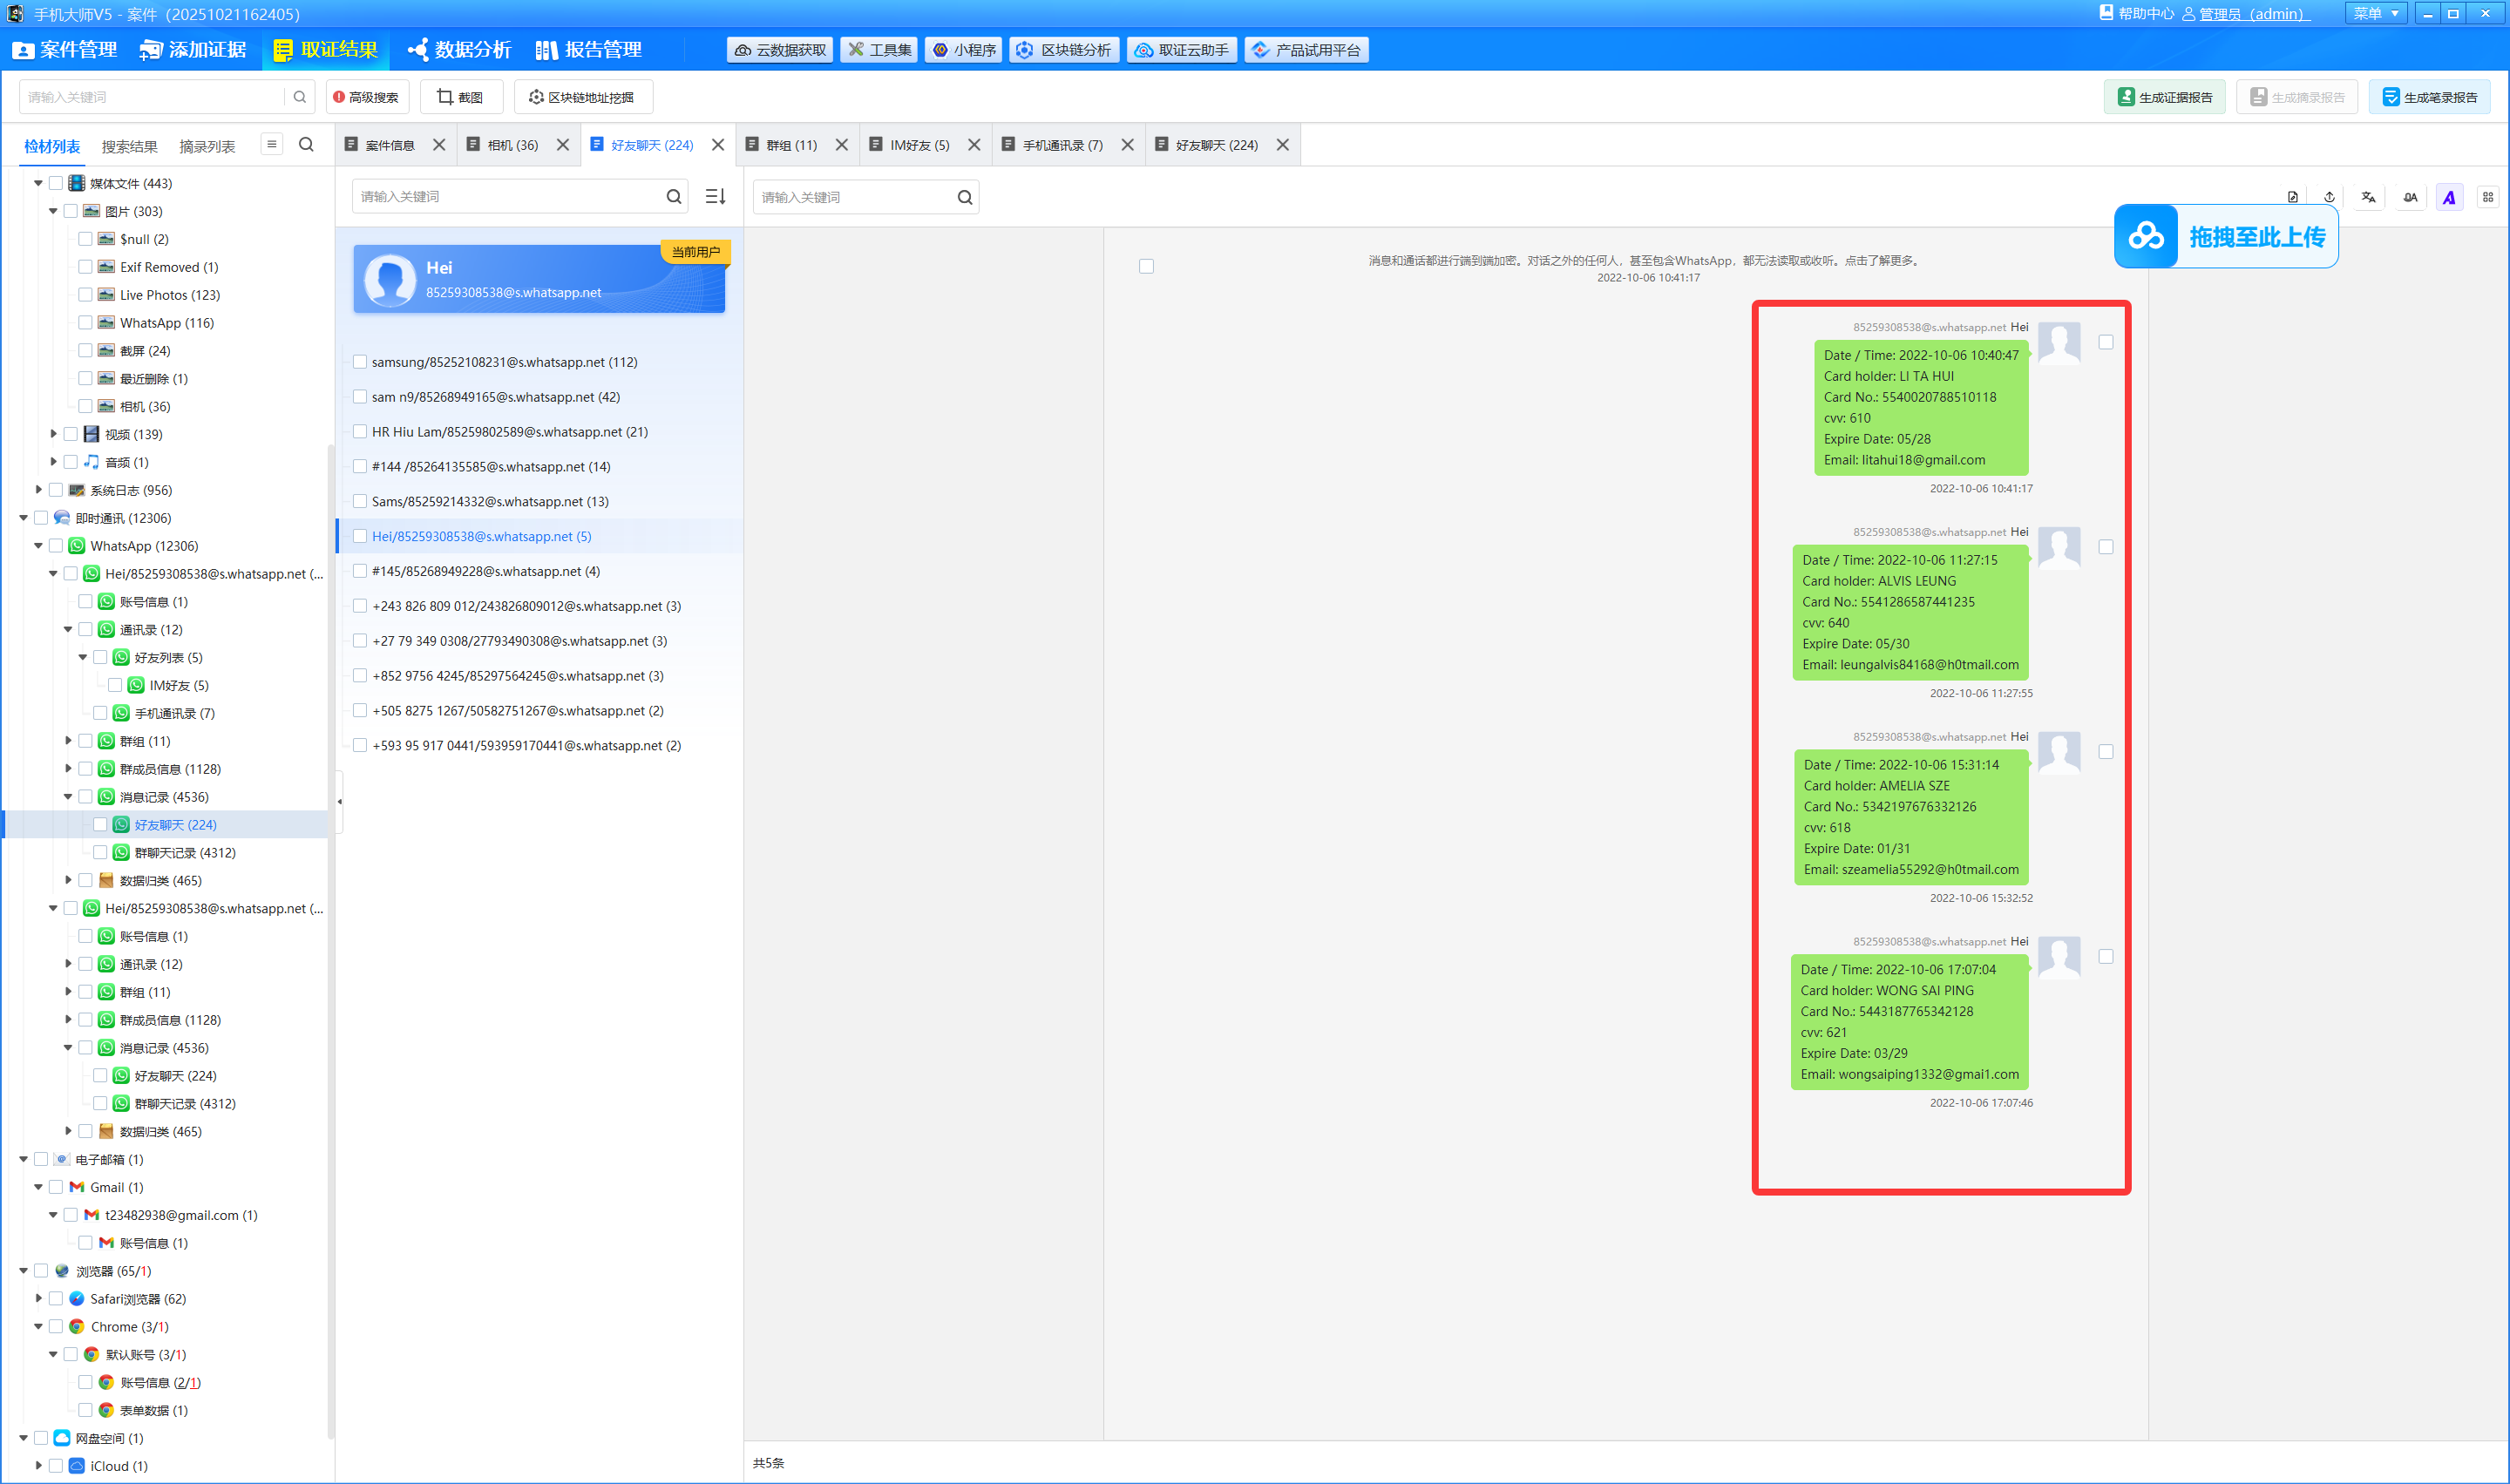 手机大师V5 - 案件（20251021162405）
帮助中心 管理员（admin） 菜单
案件管理 添加证据 取证结果 数据分析 报告管理
云数据获取 工具集 小程序 区块链分析 取证云助手 产品试用平台
请输入关键词 高级搜索 截图 区块链地址挖掘
生成证据报告 生成摘录报告 生成笔录报告
检材列表 搜索结果 摘录列表
案件信息 相机 (36) 好友聊天 (224) 群组 (11) IM好友 (5) 手机通讯录 (7) 好友聊天 (224)
媒体文件 (443)
图片 (303)
$null (2)
Exif Removed (1)
Live Photos (123)
WhatsApp (116)
截屏 (24)
最近删除 (1)
相机 (36)
视频 (139)
音频 (1)
系统日志 (956)
即时通讯 (12306)
WhatsApp (12306)
Hei/85259308538@s.whatsapp.net (...
账号信息 (1)
通讯录 (12)
好友列表 (5)
IM好友 (5)
手机通讯录 (7)
群组 (11)
群成员信息 (1128)
消息记录 (4536)
好友聊天 (224)
群聊天记录 (4312)
数据归类 (465)
Hei/85259308538@s.whatsapp.net (...
账号信息 (1)
通讯录 (12)
群组 (11)
群成员信息 (1128)
消息记录 (4536)
好友聊天 (224)
群聊天记录 (4312)
数据归类 (465)
电子邮箱 (1)
Gmail (1)
t23482938@gmail.com (1)
账号信息 (1)
浏览器 (65/1)
Safari浏览器 (62)
Chrome (3/1)
默认账号 (3/1)
账号信息 (2/1)
表单数据 (1)
网盘空间 (1)
iCloud (1)
请输入关键词
当前用户
Hei
85259308538@s.whatsapp.net
samsung/85252108231@s.whatsapp.net (112)
sam n9/85268949165@s.whatsapp.net (42)
HR Hiu Lam/85259802589@s.whatsapp.net (21)
#144 /85264135585@s.whatsapp.net (14)
Sams/85259214332@s.whatsapp.net (13)
Hei/85259308538@s.whatsapp.net (5)
#145/85268949228@s.whatsapp.net (4)
+243 826 809 012/243826809012@s.whatsapp.net (3)
+27 79 349 0308/27793490308@s.whatsapp.net (3)
+852 9756 4245/85297564245@s.whatsapp.net (3)
+505 8275 1267/50582751267@s.whatsapp.net (2)
+593 95 917 0441/593959170441@s.whatsapp.net (2)
请输入关键词
拖拽至此上传
消息和通话都进行端到端加密。对话之外的任何人，甚至包含WhatsApp，都无法读取或收听。点击了解更多。
2022-10-06 10:41:17
85259308538@s.whatsapp.net Hei
Date / Time: 2022-10-06 10:40:47
Card holder: LI TA HUI
Card No.: 5540020788510118
cvv: 610
Expire Date: 05/28
Email: litahui18@gmail.com
2022-10-06 10:41:17
85259308538@s.whatsapp.net Hei
Date / Time: 2022-10-06 11:27:15
Card holder: ALVIS LEUNG
Card No.: 5541286587441235
cvv: 640
Expire Date: 05/30
Email: leungalvis84168@h0tmail.com
2022-10-06 11:27:55
85259308538@s.whatsapp.net Hei
Date / Time: 2022-10-06 15:31:14
Card holder: AMELIA SZE
Card No.: 5342197676332126
cvv: 618
Expire Date: 01/31
Email: szeamelia55292@h0tmail.com
2022-10-06 15:32:52
85259308538@s.whatsapp.net Hei
Date / Time: 2022-10-06 17:07:04
Card holder: WONG SAI PING
Card No.: 5443187765342128
cvv: 621
Expire Date: 03/29
Email: wongsaiping1332@gmai1.com
2022-10-06 17:07:46
共5条